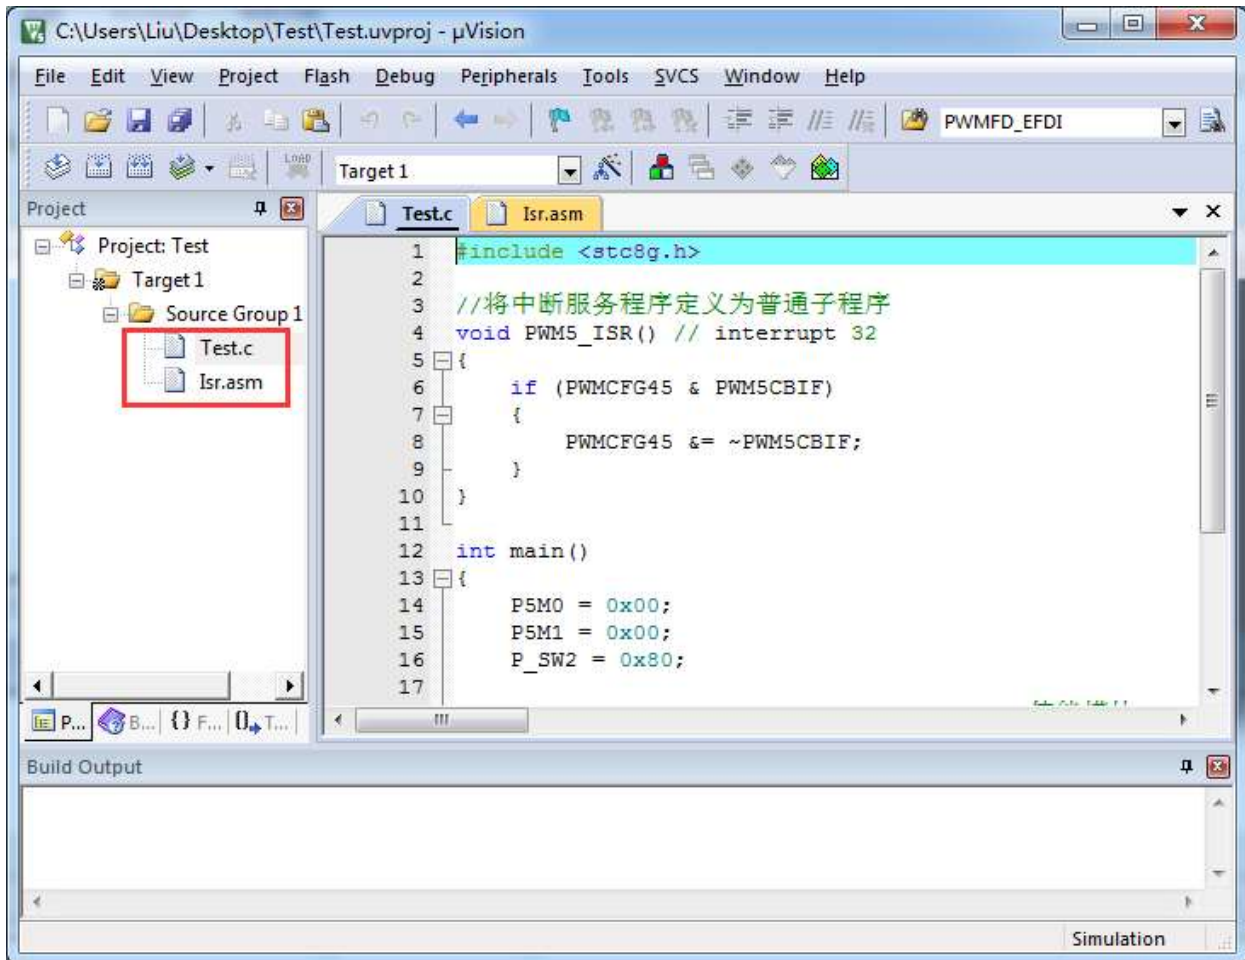 C:\Users\Liu\Desktop\Test\Test.uvproj - µVision
File Edit View Project Flash Debug Peripherals Tools SVCS Window Help
PWMFD_EFDI
LOAD Target 1
Project
Test.c Isr.asm
Project: Test
Target 1
Source Group 1
Test.c
Isr.asm
1 #include <stc8g.h>
2
3 //将中断服务程序定义为普通子程序
4 void PWM5_ISR() // interrupt 32
5 {
6 if (PWMCFG45 & PWM5CBIF)
7 {
8 PWMCFG45 &= ~PWM5CBIF;
9 }
10 }
11
12 int main()
13 {
14 P5M0 = 0x00;
15 P5M1 = 0x00;
16 P_SW2 = 0x80;
17
P... B... {} F... 0 T...
Build Output
Simulation